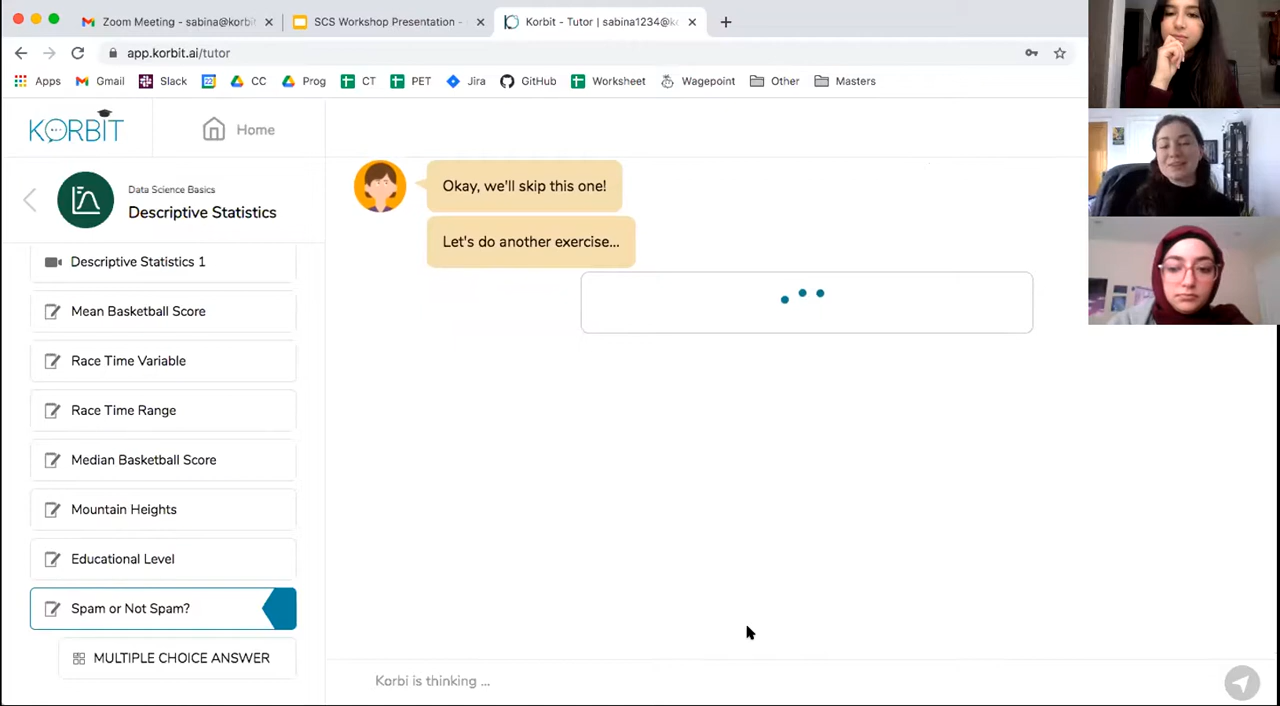 Zoom Meeting - sabina@korbit
SCS Workshop Presentation -
Korbit - Tutor | sabina1234@ko
app.korbit.ai/tutor
Apps
Gmail
Slack
CC
Prog
CT
PET
Jira
GitHub
Worksheet
Wagepoint
Other
Masters
KORBIT
Home
Data Science Basics
Descriptive Statistics
Descriptive Statistics 1
Mean Basketball Score
Race Time Variable
Race Time Range
Median Basketball Score
Mountain Heights
Educational Level
Spam or Not Spam?
MULTIPLE CHOICE ANSWER
Okay, we'll skip this one!
Let's do another exercise...
Korbi is thinking ...